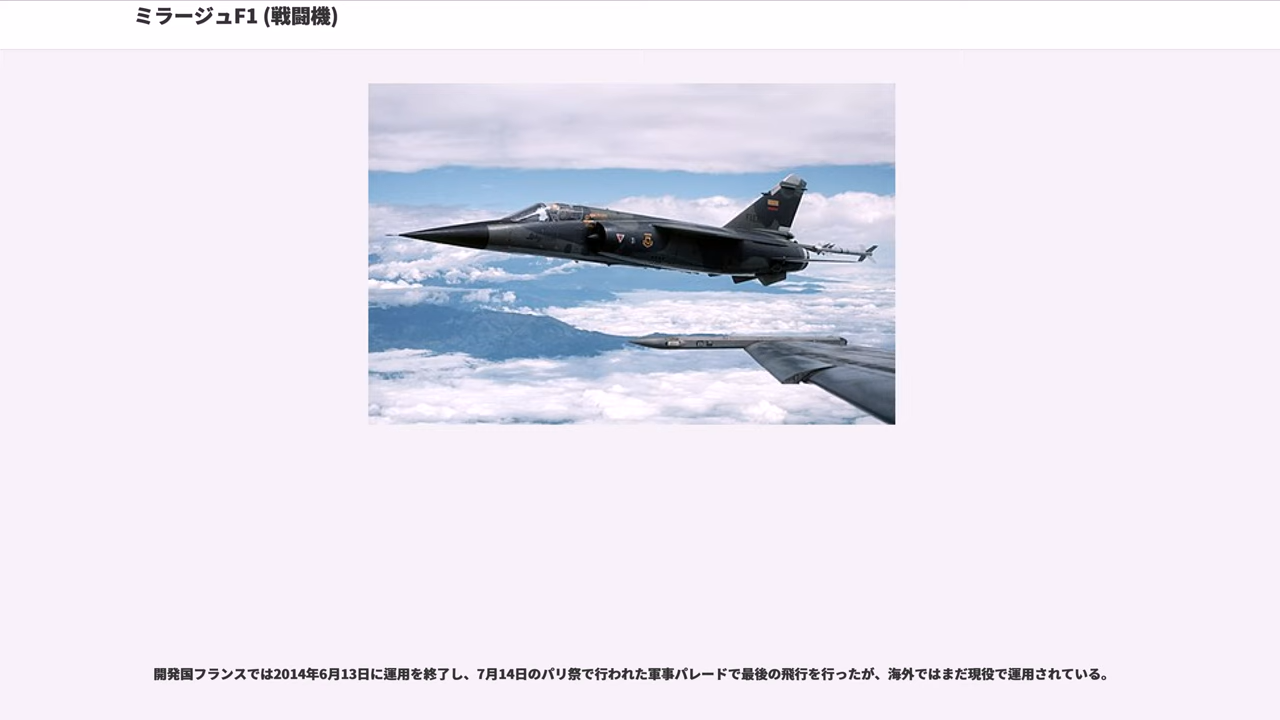 ミラージュF1 (戦闘機)
開発国フランスでは2014年6月13日に運用を終了し、7月14日のパリ祭で行われた軍事パレードで最後の飛行を行ったが、海外ではまだ現役で運用されている。